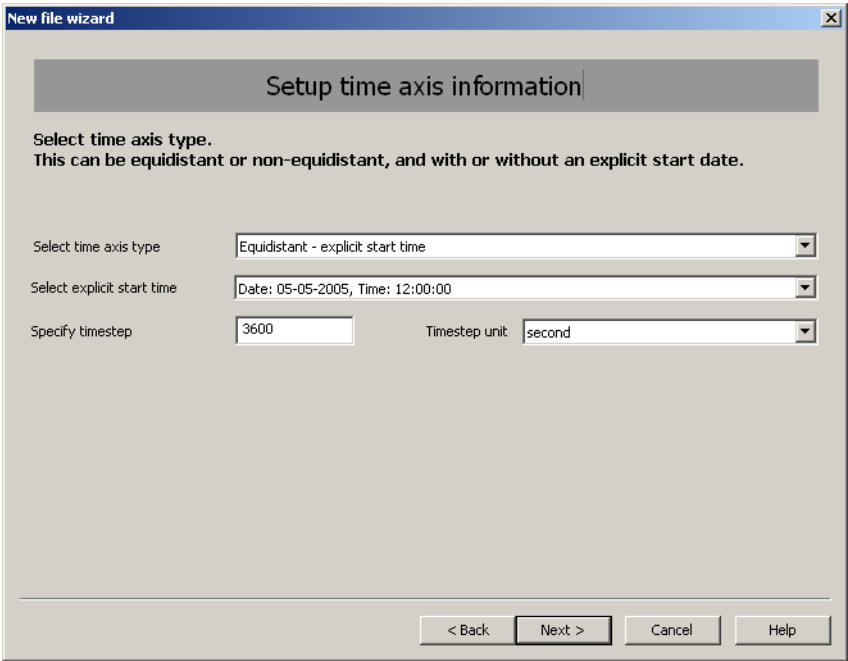 New file wizard
Setup time axis information
Select time axis type.
This can be equidistant or non-equidistant, and with or without an explicit start date.
Select time axis type Equidistant - explicit start time
Select explicit start time Date: 05-05-2005, Time: 12:00:00
Specify timestep 3600 Timestep unit second
< Back Next > Cancel Help